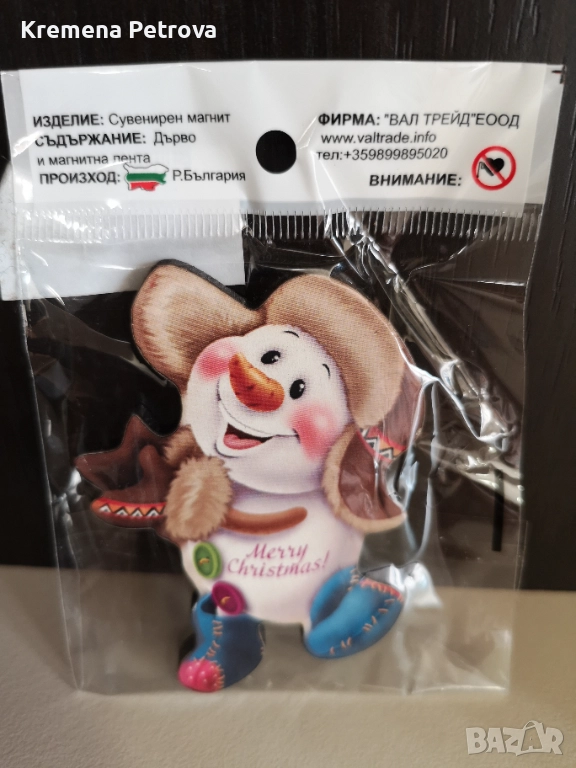 Kremena Petrova
ИЗДЕЛИЕ: Сувенирен магнит
СЪДЪРЖАНИЕ: Дърво
и магнитна лента
ПРОИЗХОД: Р.България
ФИРМА: "ВАЛ ТРЕЙД"ЕООД
www.valtrade.info
тел:+359899895020
ВНИМАНИЕ:
Merry
Christmas!
BAZAR